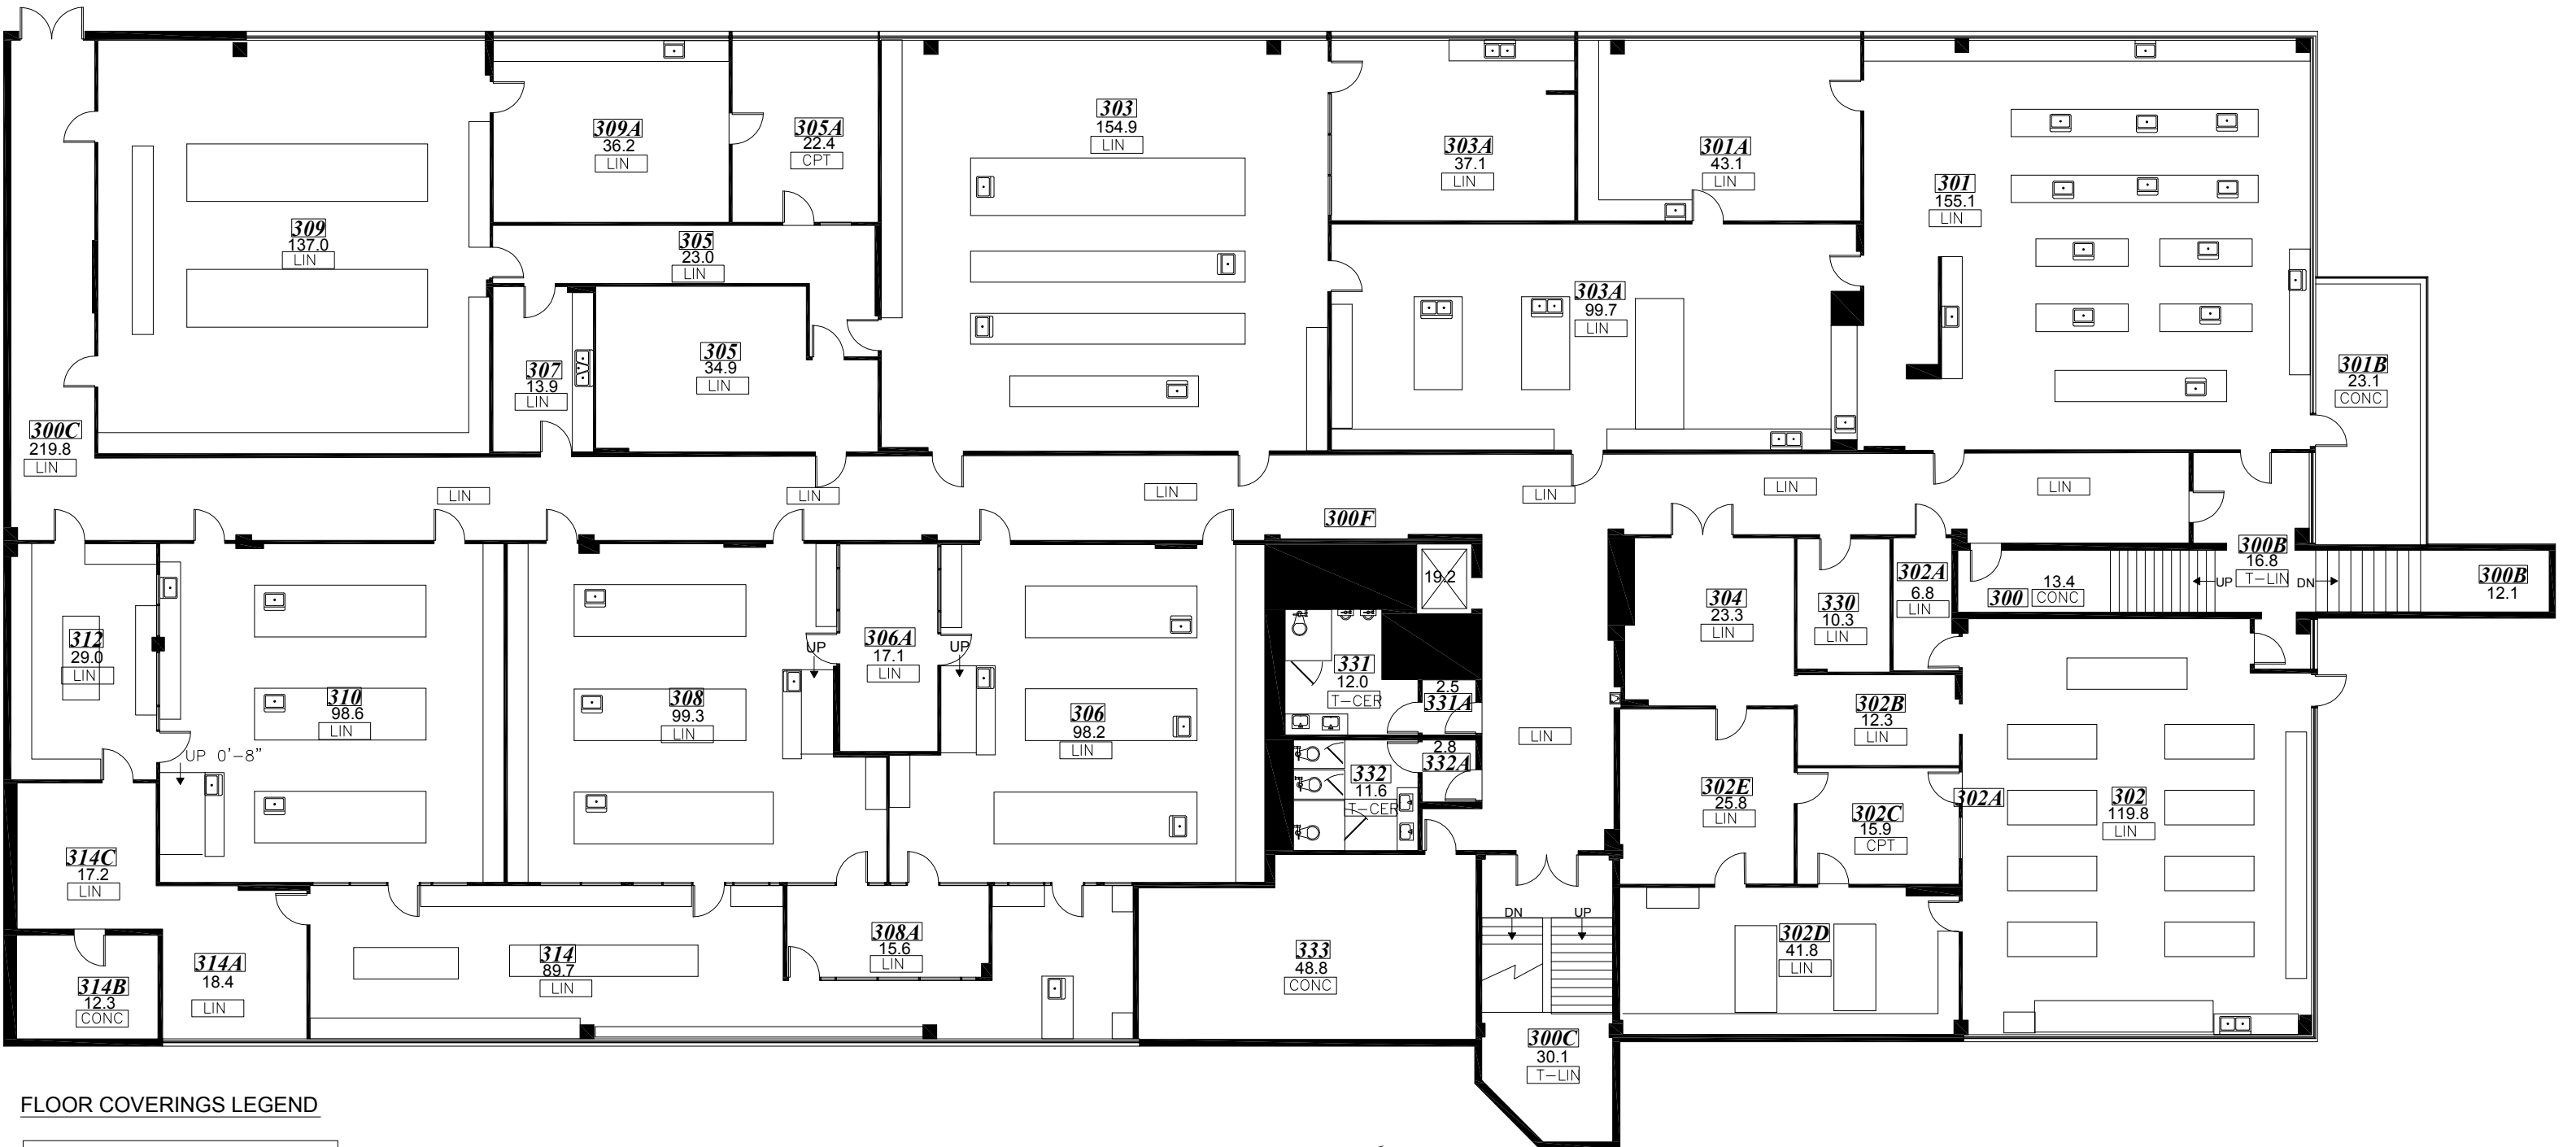 303
154.9
LIN
309A
36.2
LIN
305A
22.4
CPT
303A
37.1
LIN
301A
43.1
LIN
301
155.1
LIN
309
137.0
LIN
305
23.0
LIN
303A
99.7
LIN
307
13.9
LIN
305
34.9
LIN
301B
23.1
CONC
300C
219.8
LIN
LIN
LIN
LIN
LIN
LIN
LIN
300F
300B
16.8
UP
T-LIN
DN
300B
12.1
19.2
302A
6.8
LIN
13.4
300
CONC
304
23.3
LIN
330
10.3
LIN
312
29.0
LIN
306A
17.1
LIN
UP
UP
331
12.0
T-CER
2.5
331A
310
98.6
LIN
308
99.3
LIN
306
98.2
LIN
302B
12.3
LIN
LIN
UP 0'-8"
2.8
332A
332
11.6
T-CER
302E
25.8
LIN
302A
302
119.8
LIN
302C
15.9
CPT
314C
17.2
LIN
DN
UP
308A
15.6
LIN
302D
41.8
LIN
333
48.8
CONC
314
89.7
LIN
314A
18.4
LIN
314B
12.3
CONC
300C
30.1
T-LIN
FLOOR COVERINGS LEGEND